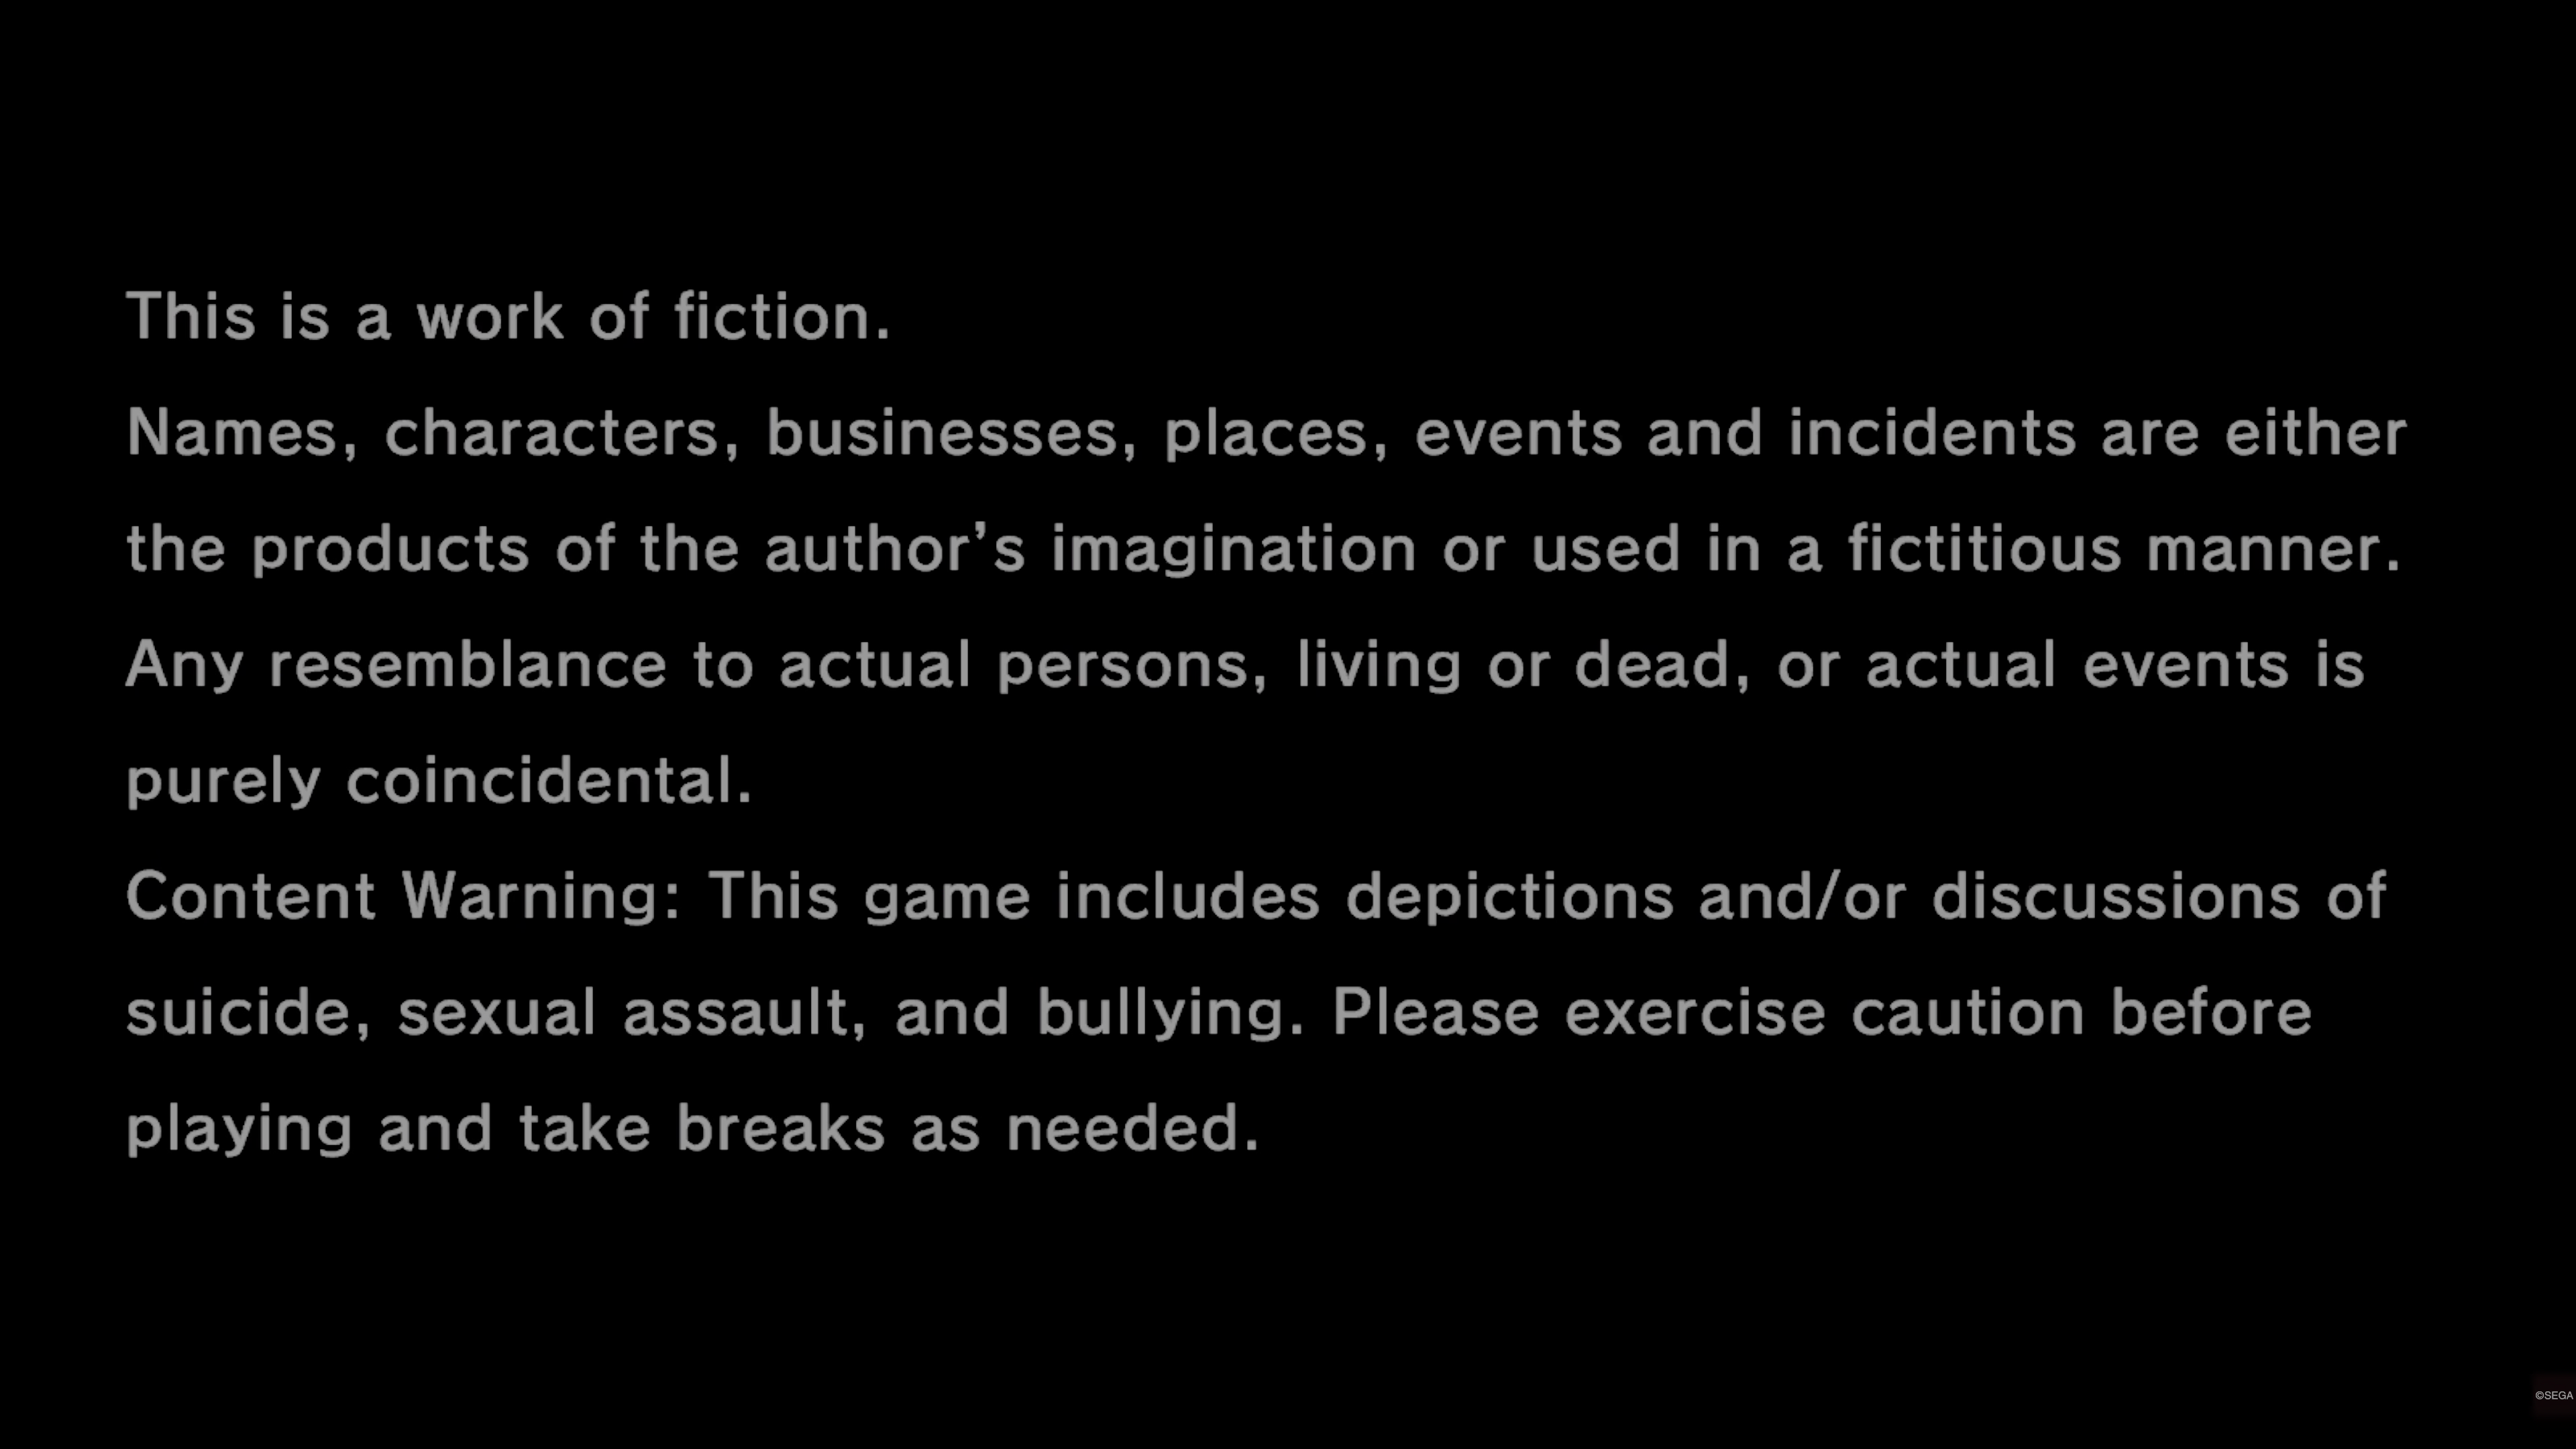 This is a work of fiction.
Names, characters, businesses, places, events and incidents are either
the products of the author’s imagination or used in a fictitious manner.
Any resemblance to actual persons, living or dead, or actual events is
purely coincidental.
Content Warning: This game includes depictions and/or discussions of
suicide, sexual assault, and bullying. Please exercise caution before
playing and take breaks as needed.
©SEGA